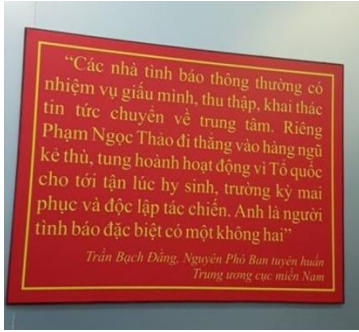 “Các nhà tình báo thông thường có
nhiệm vụ giấu mình, thu thập, khai thác
tin tức chuyển về trung tâm. Riêng
Phạm Ngọc Thảo đi thẳng vào hàng ngũ
kẻ thù, tung hoành hoạt động vì Tổ quốc
cho tới tận lúc hy sinh, trường kỳ mai
phục và độc lập tác chiến. Anh là người
tình báo đặc biệt có một không hai”
Trần Bạch Đằng, Nguyên Phó Ban tuyên huấn
Trung ương cục miền Nam